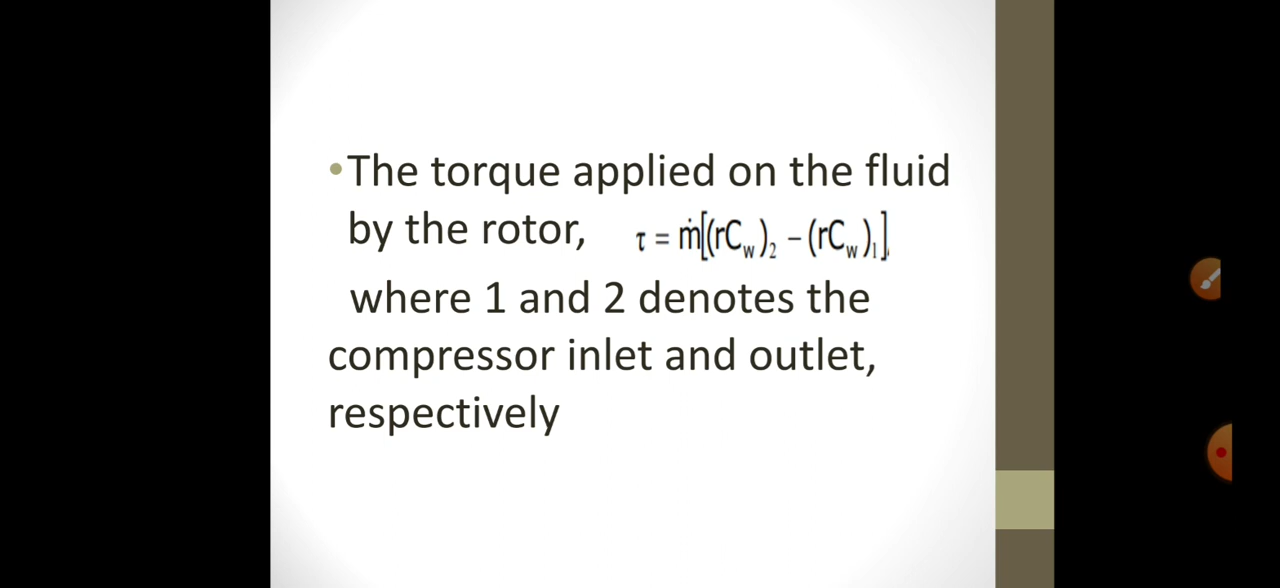 •The torque applied on the fluid
by the rotor, τ = ṁ[(rC_w)_2 − (rC_w)_1]
where 1 and 2 denotes the
compressor inlet and outlet,
respectively